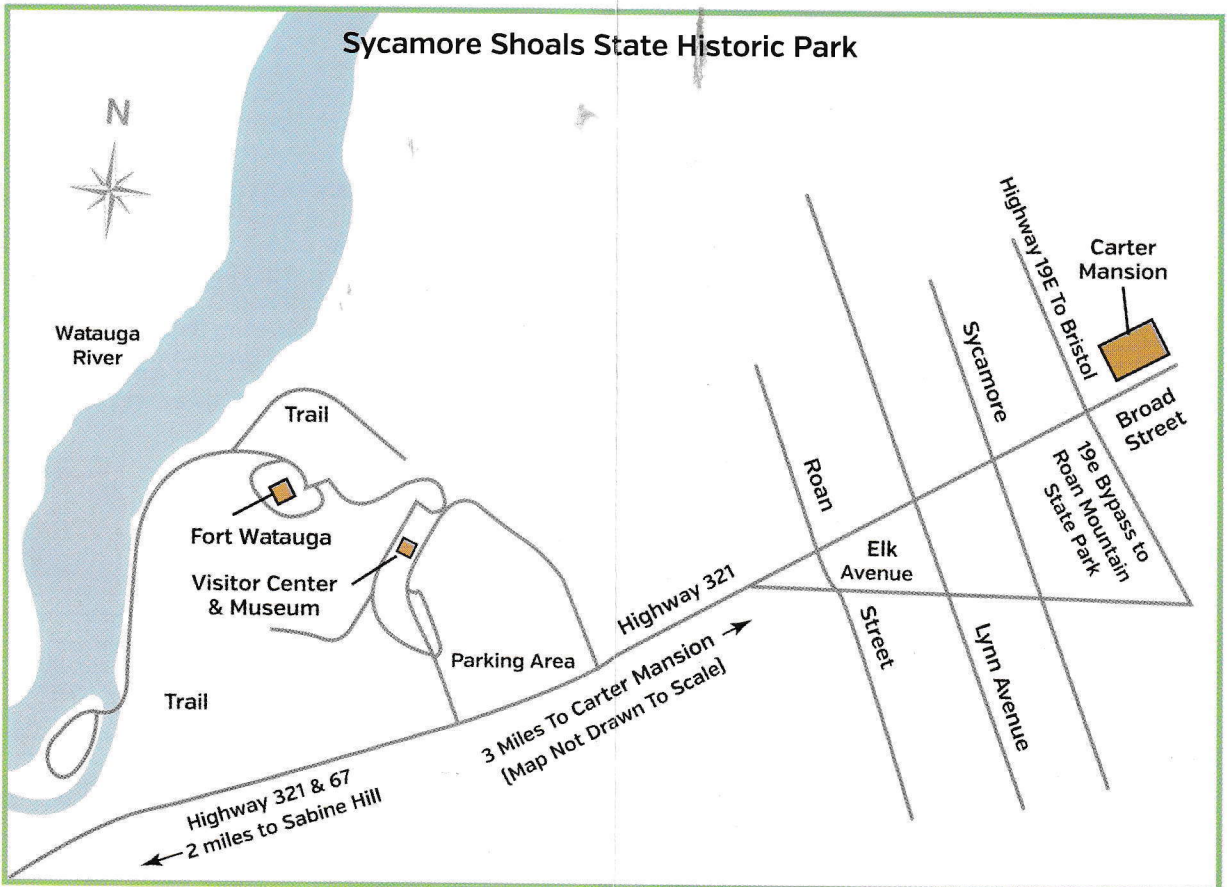 Sycamore Shoals State Historic Park
N
Watauga
River
Trail
Fort Watauga
Visitor Center
& Museum
Trail
Parking Area
Highway 321 & 67
2 miles to Sabine Hill
3 Miles To Carter Mansion
[Map Not Drawn To Scale]
Highway 321
Roan
Street
Elk
Avenue
Lynn Avenue
Sycamore
Highway 19E To Bristol
Carter
Mansion
Broad
Street
19e Bypass to
Roan Mountain
State Park